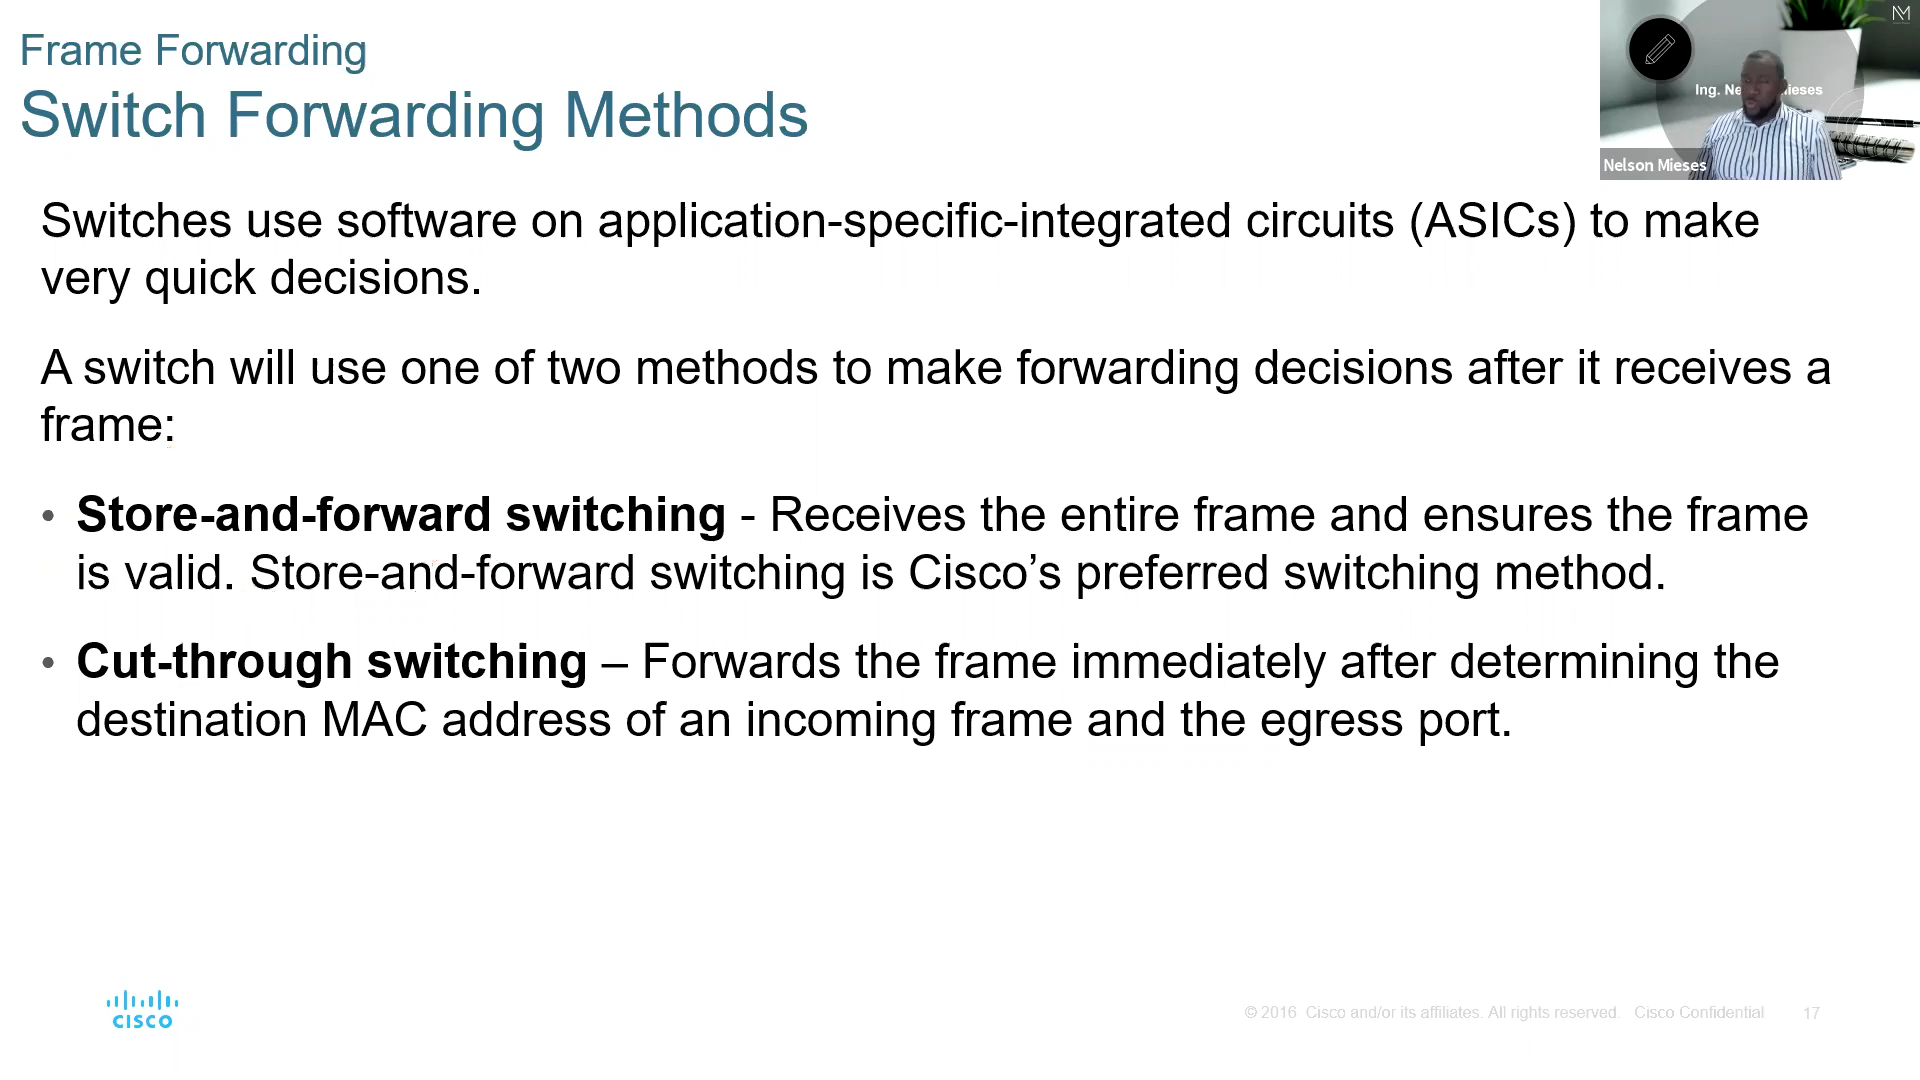 Frame Forwarding
Switch Forwarding Methods
Ing. Ne ieses
Nelson Mieses
Switches use software on application-specific-integrated circuits (ASICs) to make
very quick decisions.
A switch will use one of two methods to make forwarding decisions after it receives a
frame:
• Store-and-forward switching - Receives the entire frame and ensures the frame
is valid. Store-and-forward switching is Cisco’s preferred switching method.
• Cut-through switching – Forwards the frame immediately after determining the
destination MAC address of an incoming frame and the egress port.
CISCO
© 2016 Cisco and/or its affiliates. All rights reserved. Cisco Confidential 17